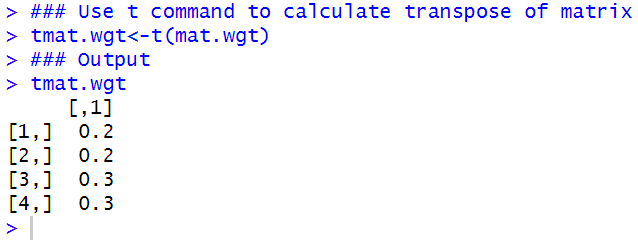 > ### Use t command to calculate transpose of matrix
> tmat.wgt<-t(mat.wgt)
> ### Output
> tmat.wgt
     [,1]
[1,]  0.2
[2,]  0.2
[3,]  0.3
[4,]  0.3
>